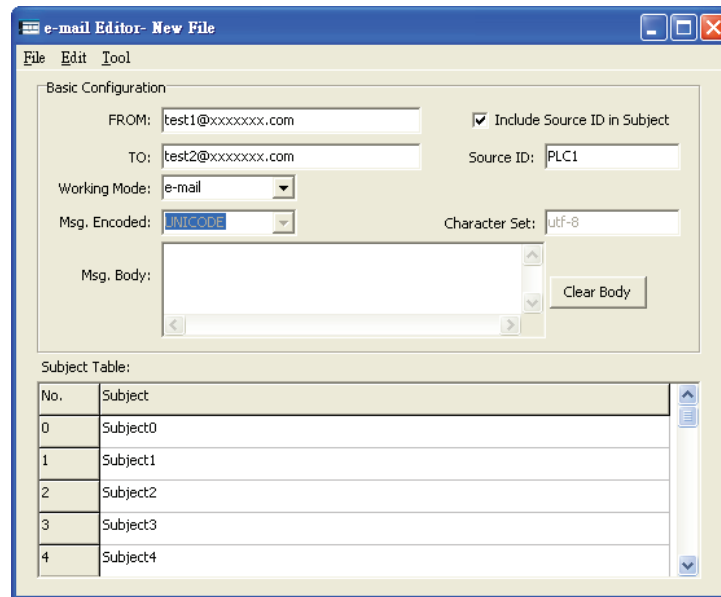 e-mail Editor- New File
File Edit Tool
Basic Configuration
FROM: test1@xxxxxxx.com Include Source ID in Subject
TO: test2@xxxxxxx.com Source ID: PLC1
Working Mode: e-mail
Msg. Encoded: UNICODE Character Set: utf-8
Msg. Body: Clear Body
Subject Table:
No. Subject
0 Subject0
1 Subject1
2 Subject2
3 Subject3
4 Subject4